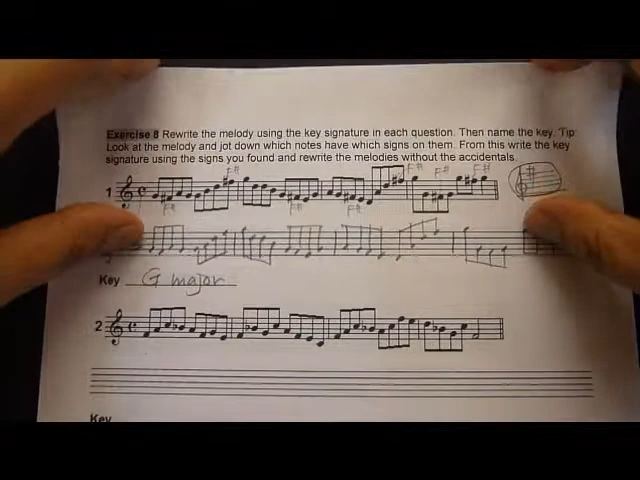 Exercise 8 Rewrite the melody using the key signature in each question. Then name the key. Tip:
Look at the melody and jot down which notes have which signs on them. From this write the key
signature using the signs you found and rewrite the melodies without the accidentals.
F# F# F# F#
1
F# F# F#
Key G major
2
Key